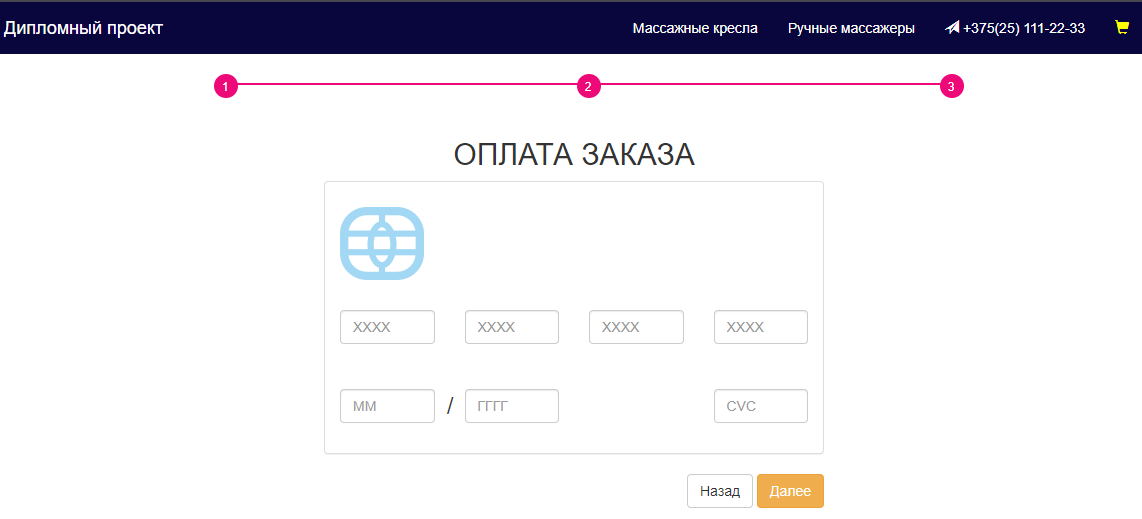 Дипломный проект Массажные кресла Ручные массажеры +375(25) 111-22-33
1 2 3
ОПЛАТА ЗАКАЗА
XXXX XXXX XXXX XXXX
ММ / ГГГГ CVC
Назад Далее